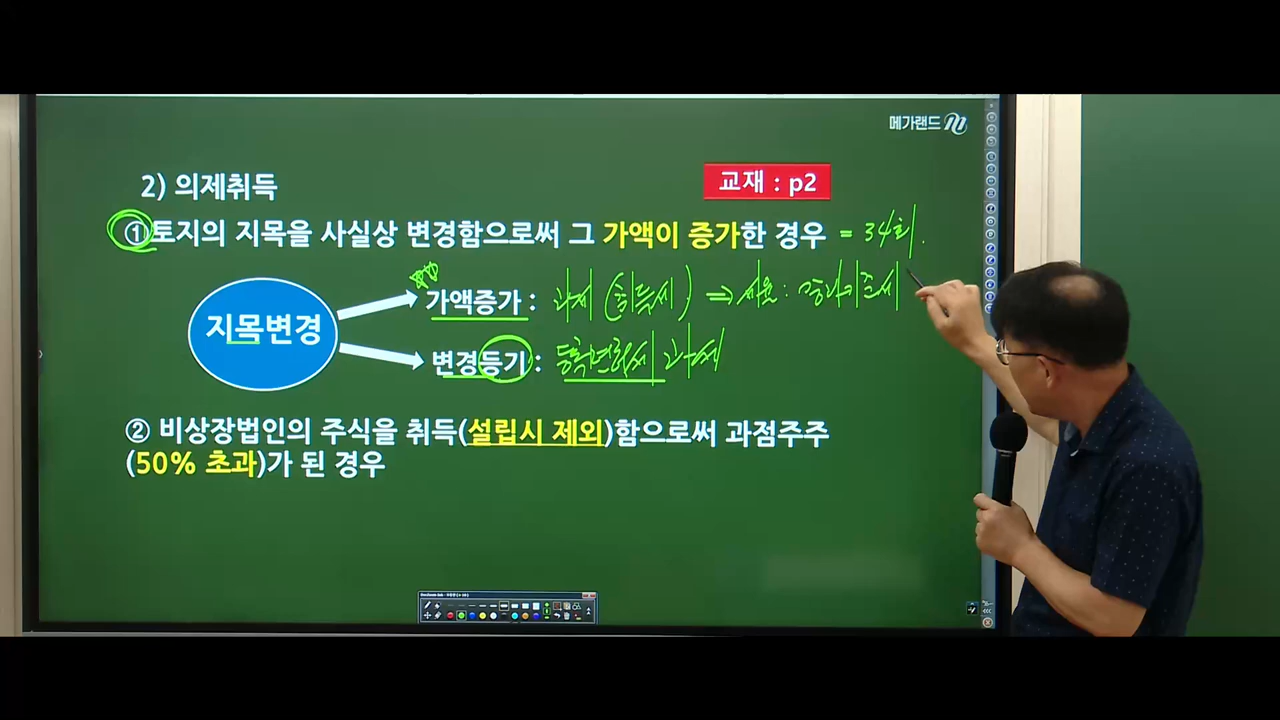 메가랜드
2) 의제취득
교재 : p2
① 토지의 지목을 사실상 변경함으로써 그 가액이 증가한 경우 = 34회.
지목변경
가액증가 : 과세 (취득세) ⇒ 세율 : 중과기준세
변경등기 : 등록면허세 과세
② 비상장법인의 주식을 취득(설립시 제외)함으로써 과점주주
(50% 초과)가 된 경우